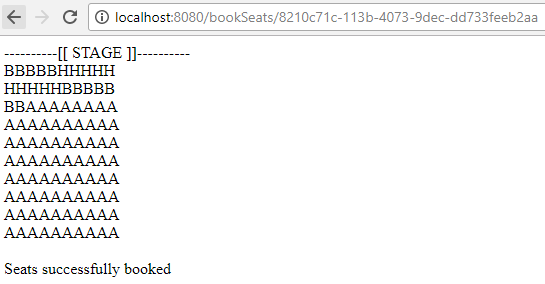 localhost:8080/bookSeats/8210c71c-113b-4073-9dec-dd733feeb2aa
----------[[ STAGE ]]----------
BBBBBHHHHH
HHHHHBBBBB
BBAAAAAAAA
AAAAAAAAAA
AAAAAAAAAA
AAAAAAAAAA
AAAAAAAAAA
AAAAAAAAAA
AAAAAAAAAA
AAAAAAAAAA
Seats successfully booked